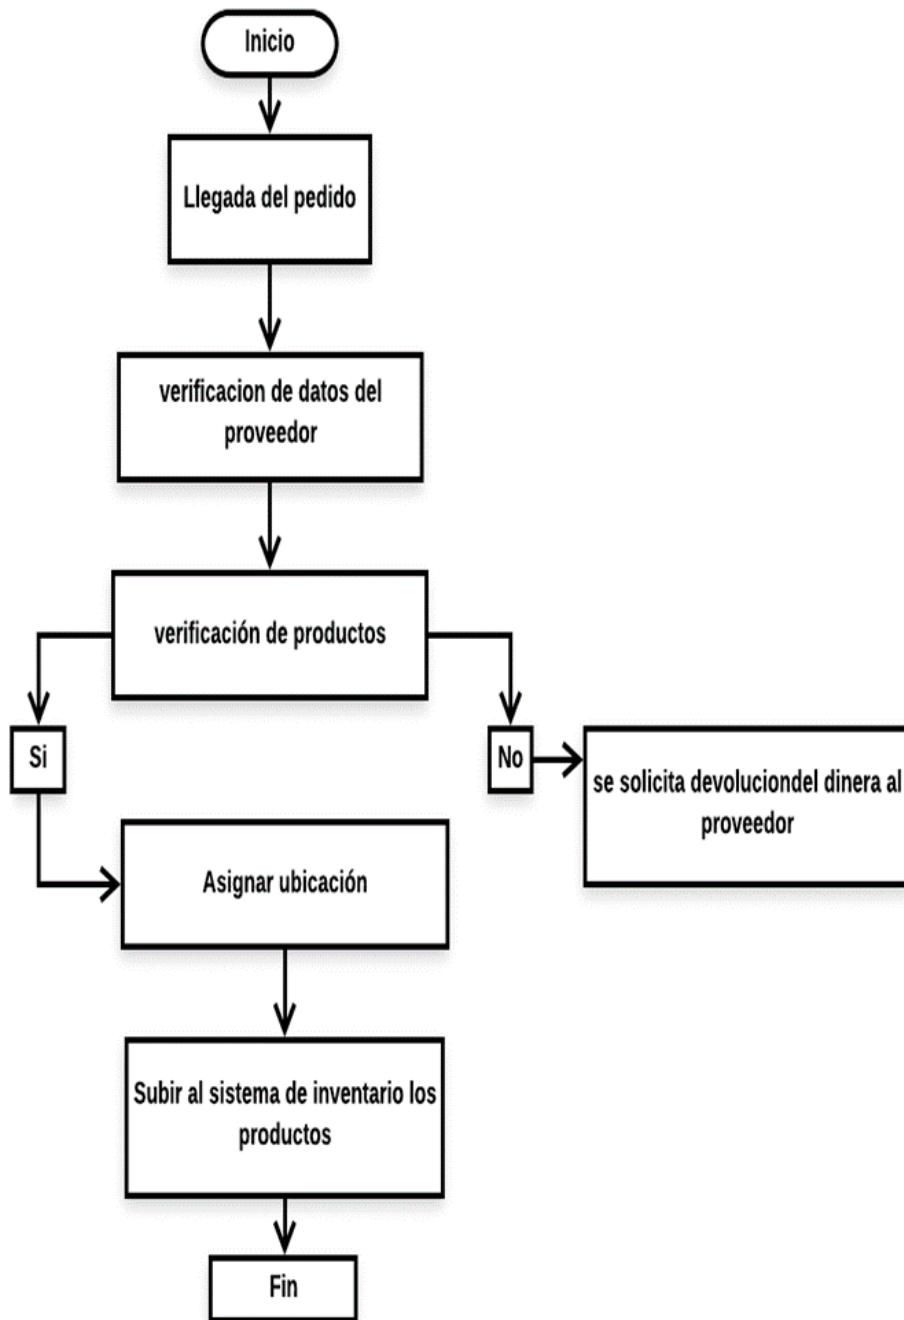 Inicio
Llegada del pedido
verificacion de datos del
proveedor
verificación de productos
Si
No
se solicita devoluciondel dinera al
proveedor
Asignar ubicación
Subir al sistema de inventario los
productos
Fin